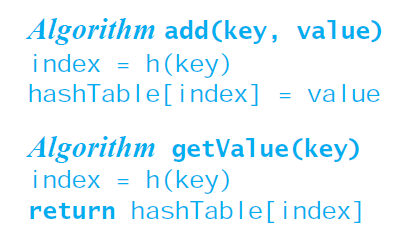 Algorithm add(key, value)
index = h(key)
hashTable[index] = value
Algorithm getValue(key)
index = h(key)
return hashTable[index]